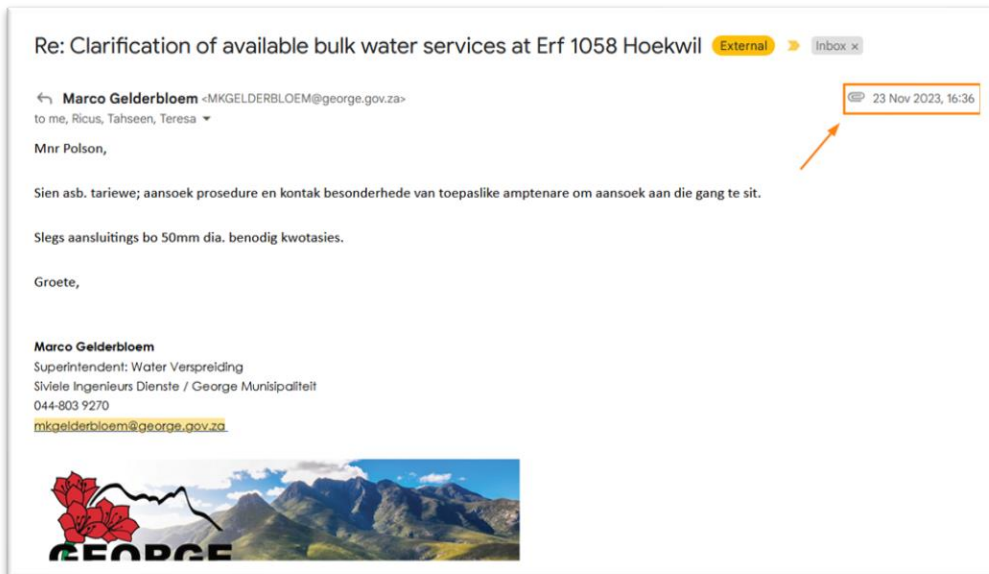 Re: Clarification of available bulk water services at Erf 1058 Hoekwil External Inbox x
Marco Gelderbloem <MKGELDERBLOEM@george.gov.za> 23 Nov 2023, 16:36
to me, Ricus, Tahseen, Teresa
Mnr Polson,
Sien asb. tariewe; aansoek prosedure en kontak besonderhede van toepaslike amptenare om aansoek aan die gang te sit.
Slegs aansluitings bo 50mm dia. benodig kwotasies.
Groete,
Marco Gelderbloem
Superintendent: Water Verspreiding
Siviele Ingenieurs Dienste / George Munisipaliteit
044-803 9270
mkgelderbloem@george.gov.za
GEORGE